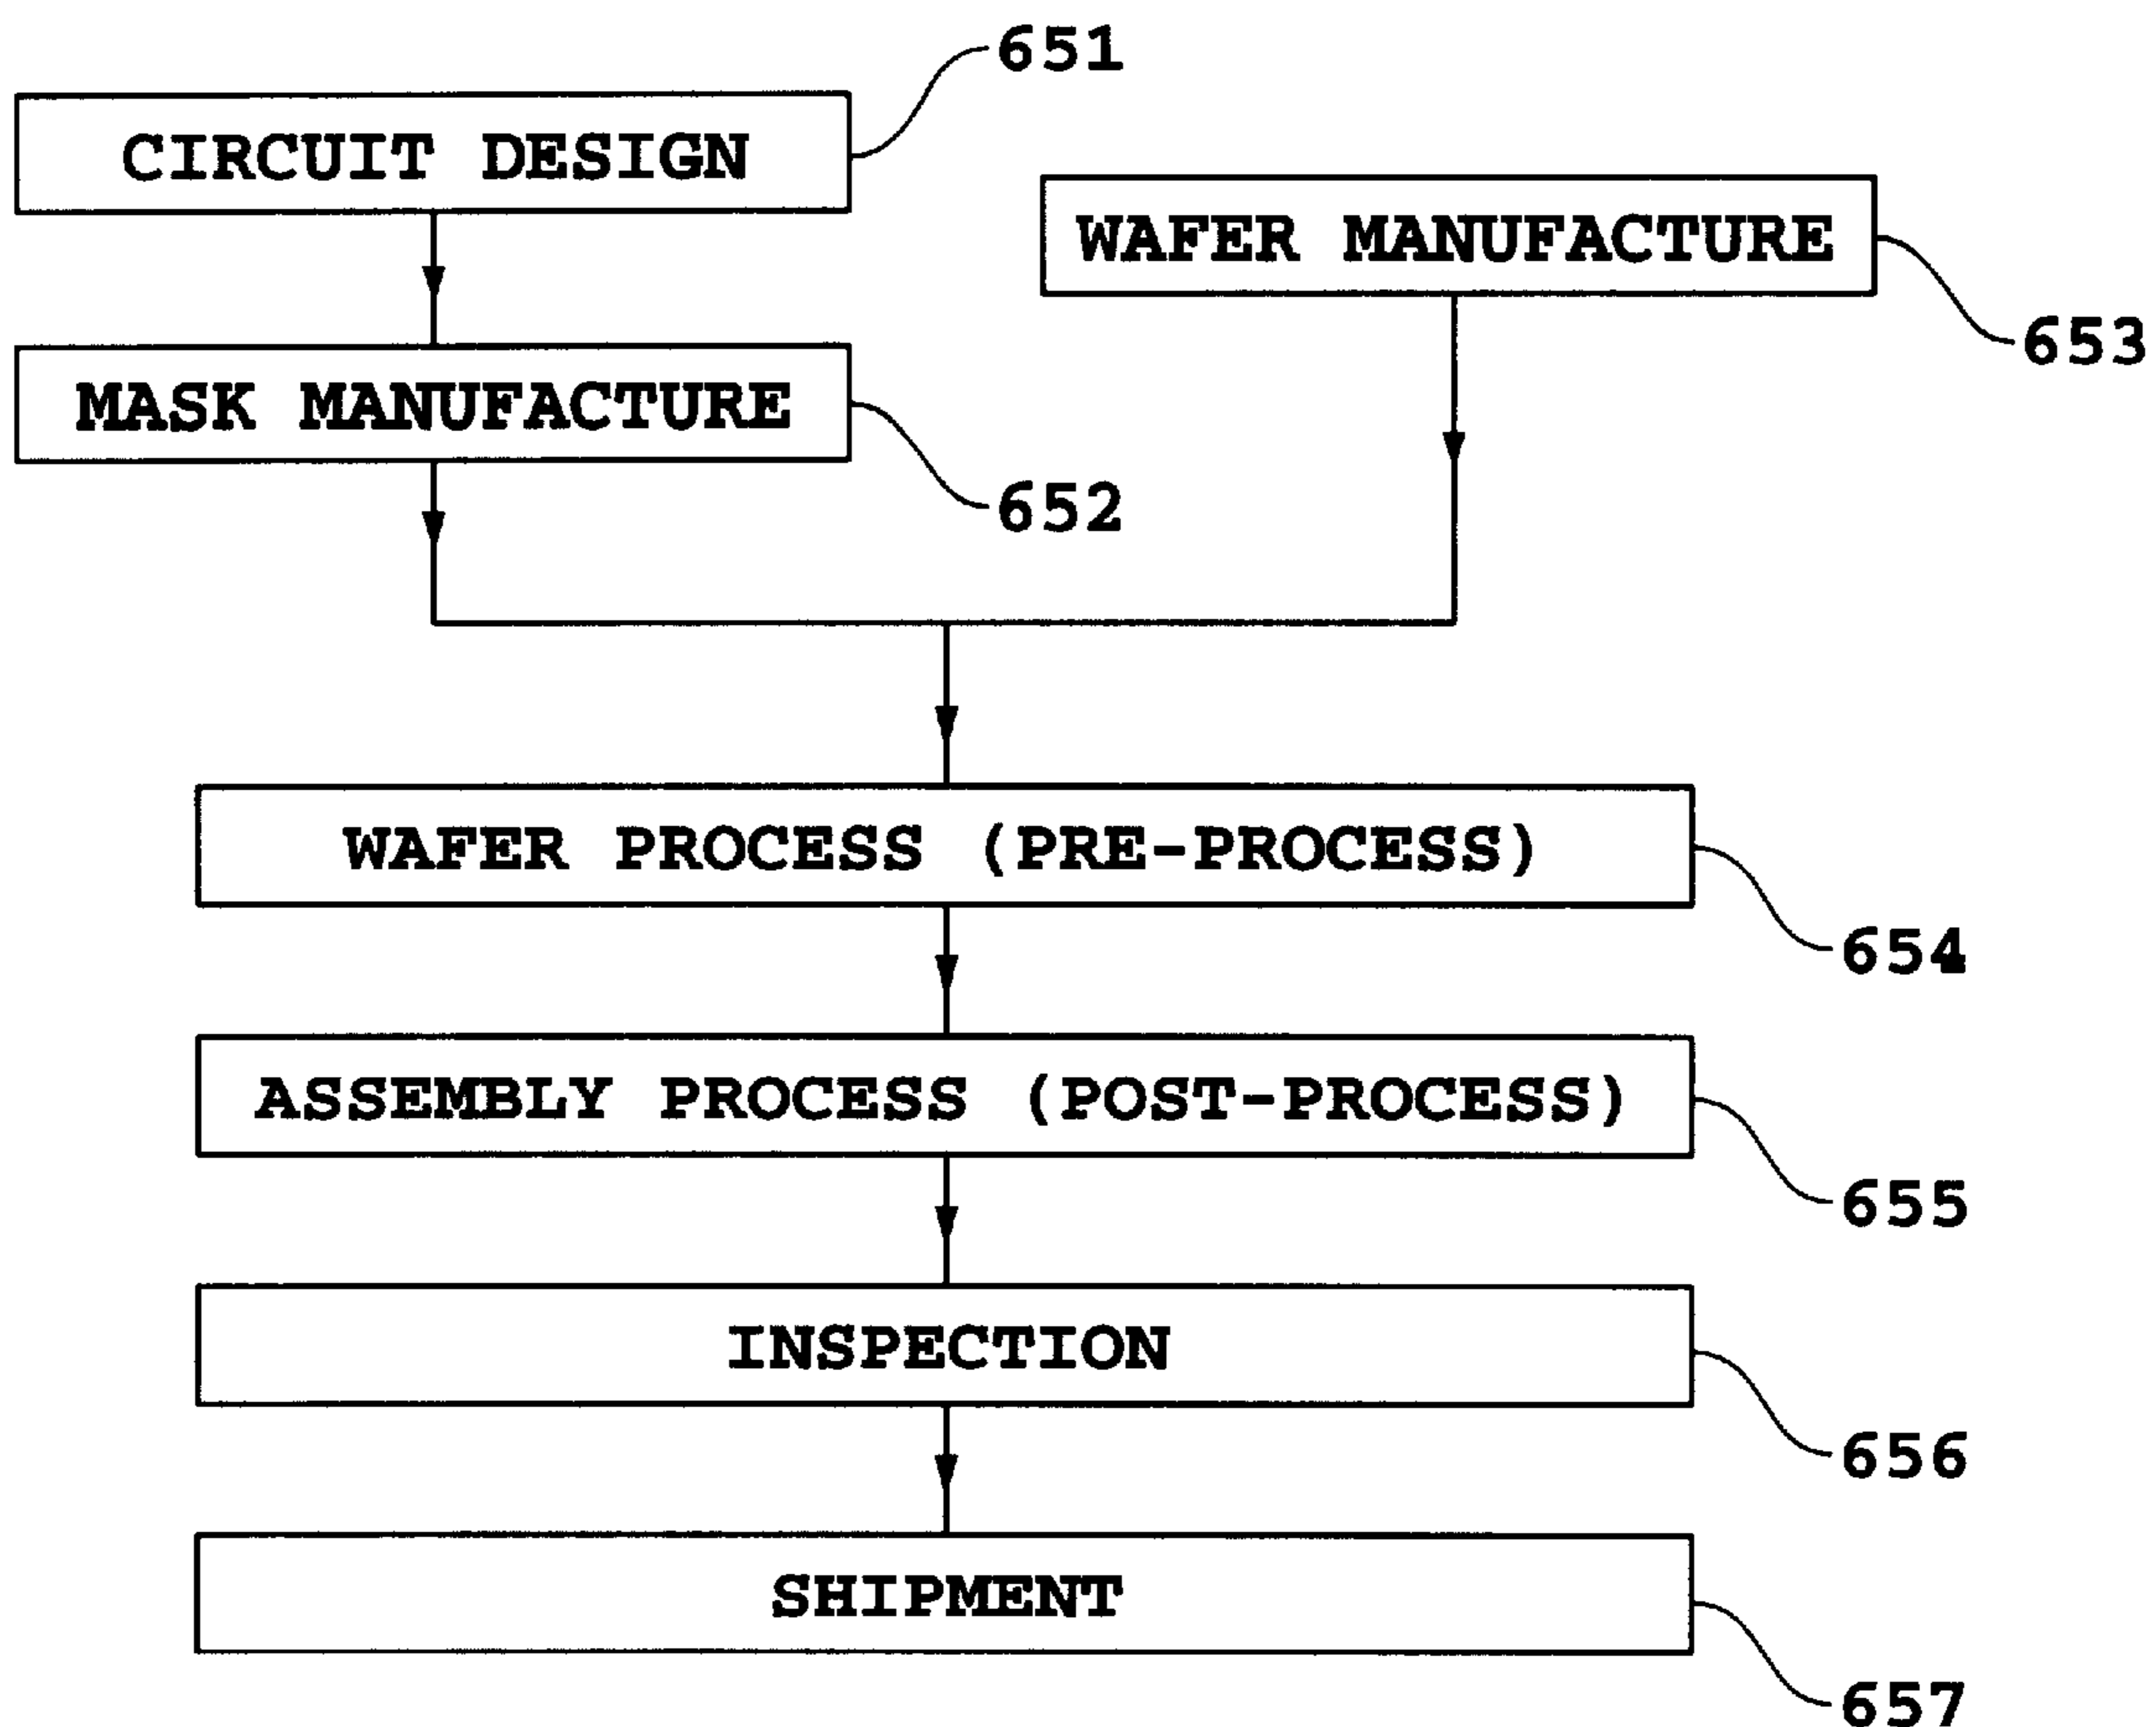 651
CIRCUIT DESIGN
WAFER MANUFACTURE
653
MASK MANUFACTURE
652
WAFER PROCESS (PRE-PROCESS)
654
ASSEMBLY PROCESS (POST-PROCESS)
655
INSPECTION
656
SHIPMENT
657